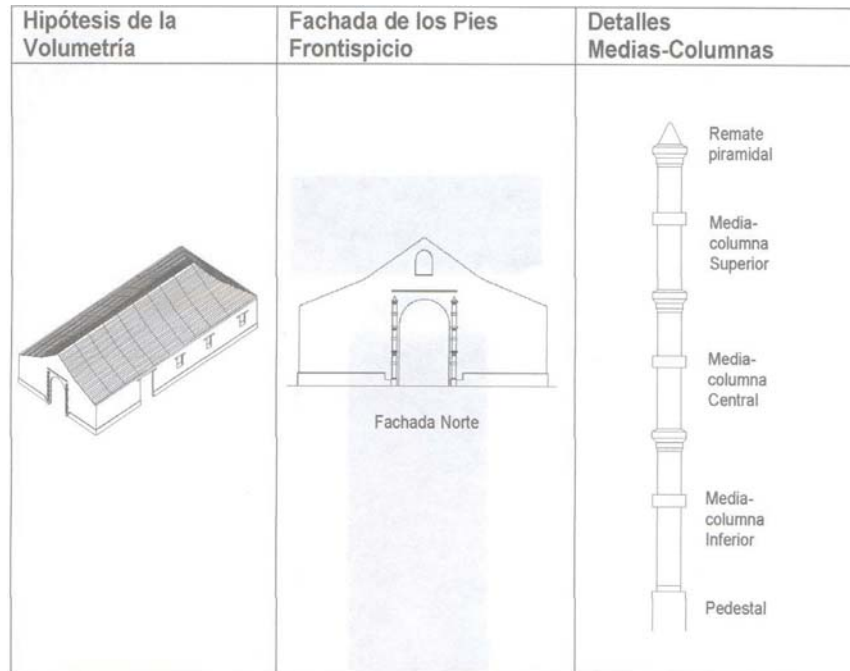 Hipótesis de la
Volumetría
Fachada de los Pies
Frontispicio
Detalles
Medias-Columnas
Fachada Norte
Remate
piramidal
Media-
columna
Superior
Media-
columna
Central
Media-
columna
Inferior
Pedestal